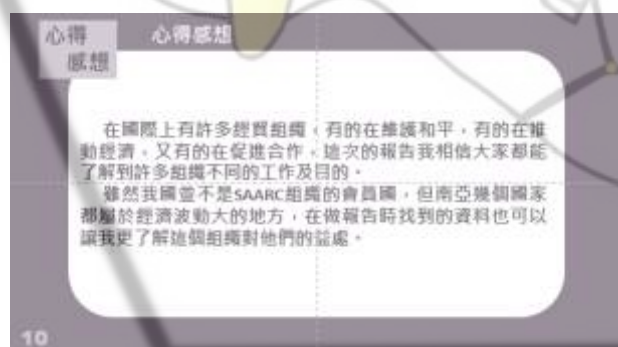 心得
感想
心得感想
在國際上有許多經貿組織，有的在維護和平，有的在推
動經濟，又有的在促進合作。這次的報告我相信大家都能
了解到許多組織不同的工作及目的。
雖然我國並不是SAARC組織的會員國，但南亞幾個國家
都屬於經濟波動大的地方，在做報告時找到的資料也可以
讓我更了解這個組織對他們的益處。
10